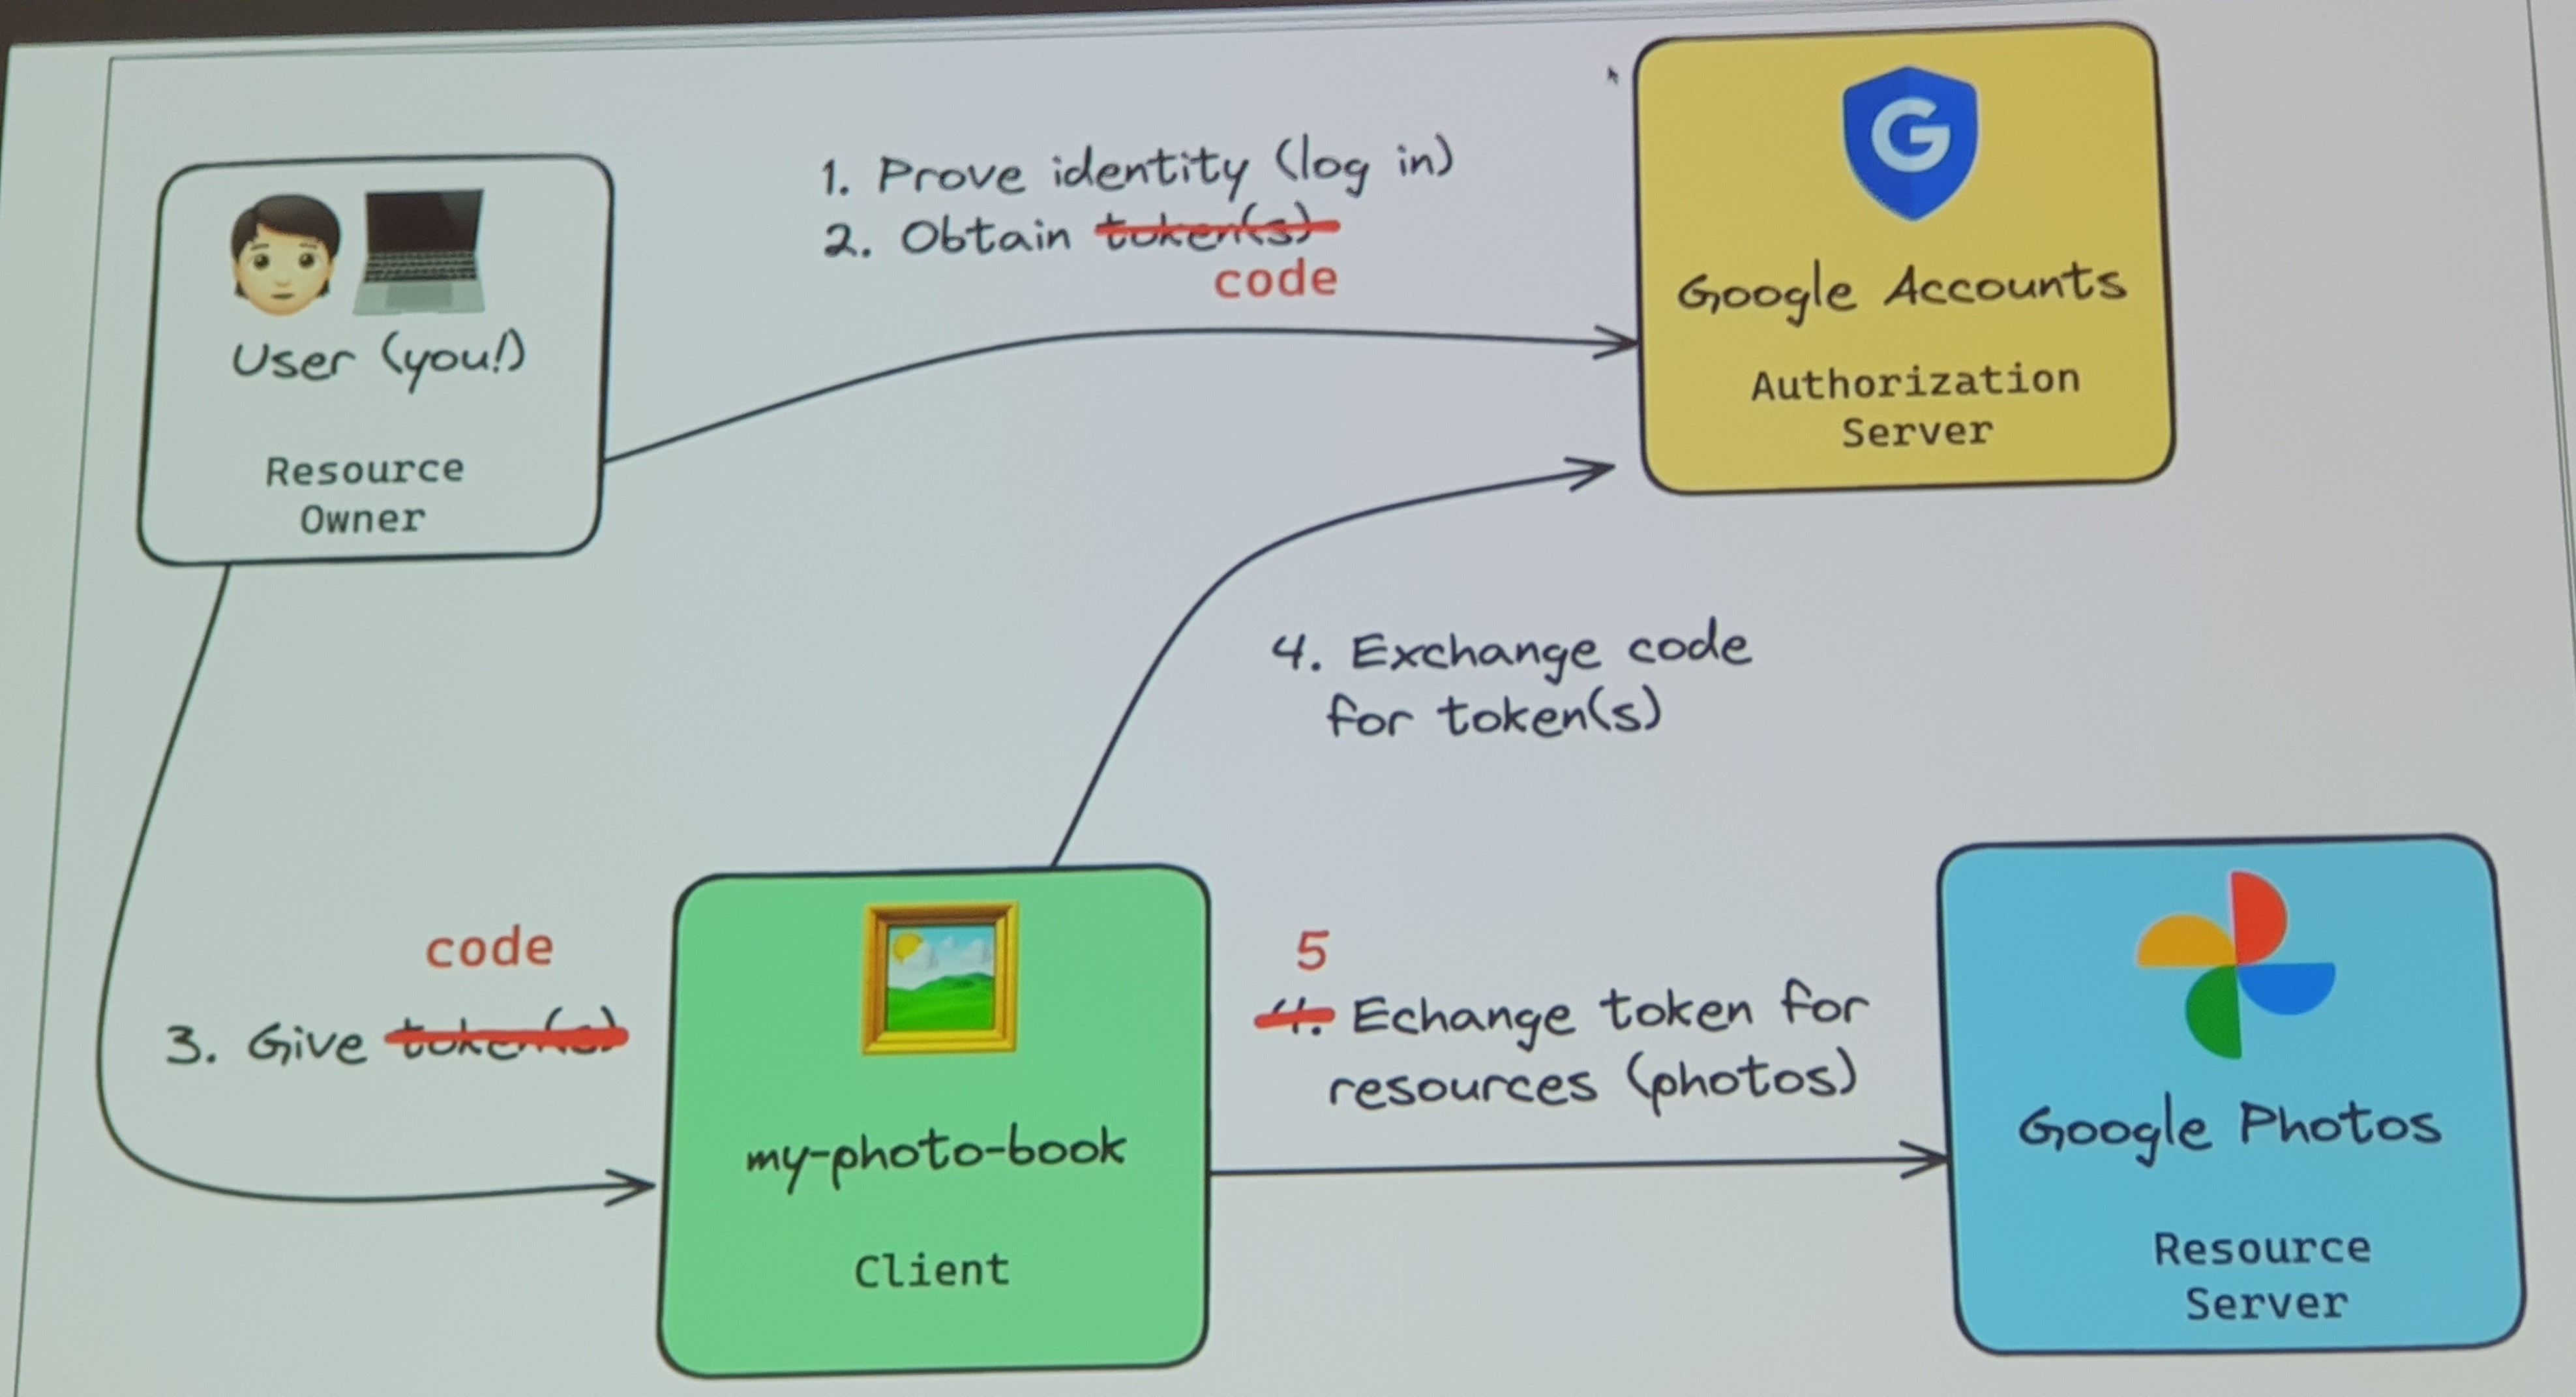 User (you!)
Resource
Owner
1. Prove identity (log in)
2. Obtain token(s)
code
G
Google Accounts
Authorization
Server
4. Exchange code
for token(s)
code
3. Give token(s)
my-photo-book
Client
5
4. Echange token for
resources (photos)
Google Photos
Resource
Server